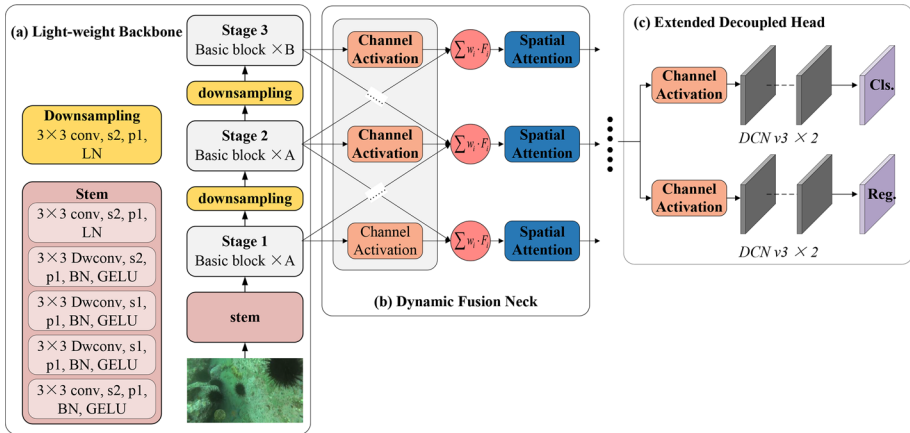 (a) Light-weight Backbone
Downsampling
3×3 conv, s2, p1,
LN
Stem
3×3 conv, s2, p1,
LN
3×3 Dwconv, s2,
p1, BN, GELU
3×3 Dwconv, s1,
p1, BN, GELU
3×3 Dwconv, s1,
p1, BN, GELU
3×3 conv, s2, p1,
BN, GELU
Stage 3
Basic block ×B
downsampling
Stage 2
Basic block ×A
downsampling
Stage 1
Basic block ×A
stem
Channel
Activation
∑ wᵢ · Fᵢ
Spatial
Attention
Channel
Activation
∑ wᵢ · Fᵢ
Spatial
Attention
Channel
Activation
∑ wᵢ · Fᵢ
Spatial
Attention
(b) Dynamic Fusion Neck
(c) Extended Decoupled Head
Channel
Activation
Cls.
DCN v3 × 2
Channel
Activation
Reg.
DCN v3 × 2